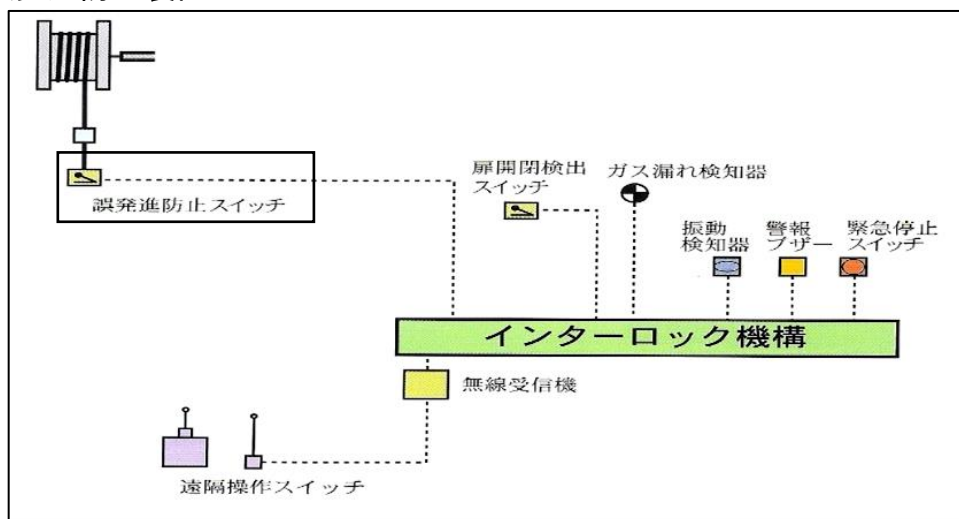 扉開閉検出
スイッチ
ガス漏れ検知器
誤発進防止スイッチ
振動
検知器
警報
ブザー
緊急停止
スイッチ
インターロック機構
無線受信機
遠隔操作スイッチ